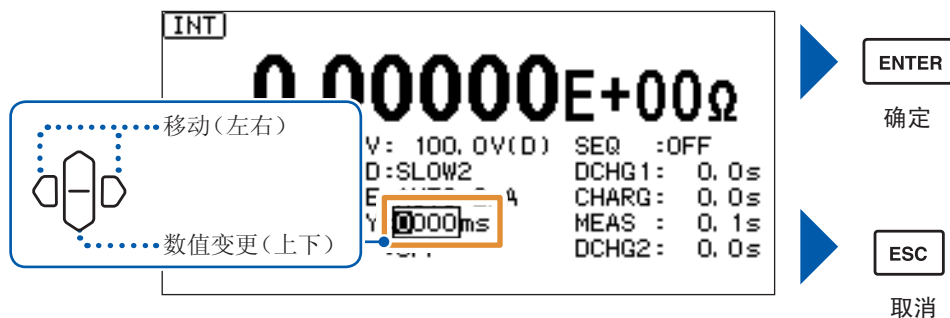 INT
0.00000E+00Ω
移动(左右)
数值变更(上下)
V: 100.0V(D) SEQ :OFF
D:SLOW2 DCHG1: 0.0s
E CHARG: 0.0s
Y 0000ms MEAS : 0.1s
DCHG2: 0.0s
ENTER
确定
ESC
取消